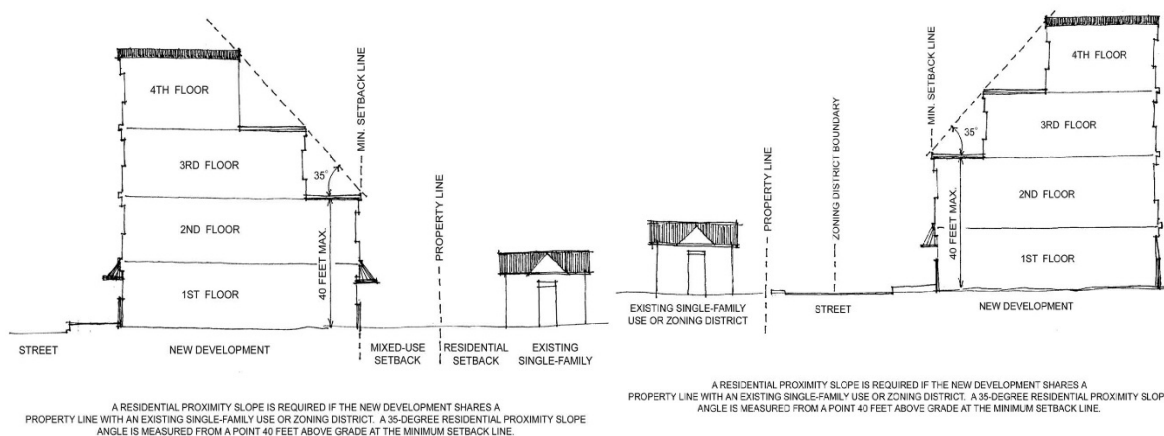 4TH FLOOR
3RD FLOOR
2ND FLOOR
1ST FLOOR
35°
40 FEET MAX.
MIN. SETBACK LINE
PROPERTY LINE
STREET
NEW DEVELOPMENT
MIXED-USE
SETBACK
RESIDENTIAL
SETBACK
EXISTING
SINGLE-FAMILY
A RESIDENTIAL PROXIMITY SLOPE IS REQUIRED IF THE NEW DEVELOPMENT SHARES A
PROPERTY LINE WITH AN EXISTING SINGLE-FAMILY USE OR ZONING DISTRICT. A 35-DEGREE RESIDENTIAL PROXIMITY SLOPE
ANGLE IS MEASURED FROM A POINT 40 FEET ABOVE GRADE AT THE MINIMUM SETBACK LINE.
4TH FLOOR
3RD FLOOR
2ND FLOOR
1ST FLOOR
35°
40 FEET MAX.
MIN. SETBACK LINE
ZONING DISTRICT BOUNDARY
PROPERTY LINE
EXISTING SINGLE-FAMILY
USE OR ZONING DISTRICT
STREET
NEW DEVELOPMENT
A RESIDENTIAL PROXIMITY SLOPE IS REQUIRED IF THE NEW DEVELOPMENT SHARES A
PROPERTY LINE WITH AN EXISTING SINGLE-FAMILY USE OR ZONING DISTRICT. A 35-DEGREE RESIDENTIAL PROXIMITY SLOP
ANGLE IS MEASURED FROM A POINT 40 FEET ABOVE GRADE AT THE MINIMUM SETBACK LINE.